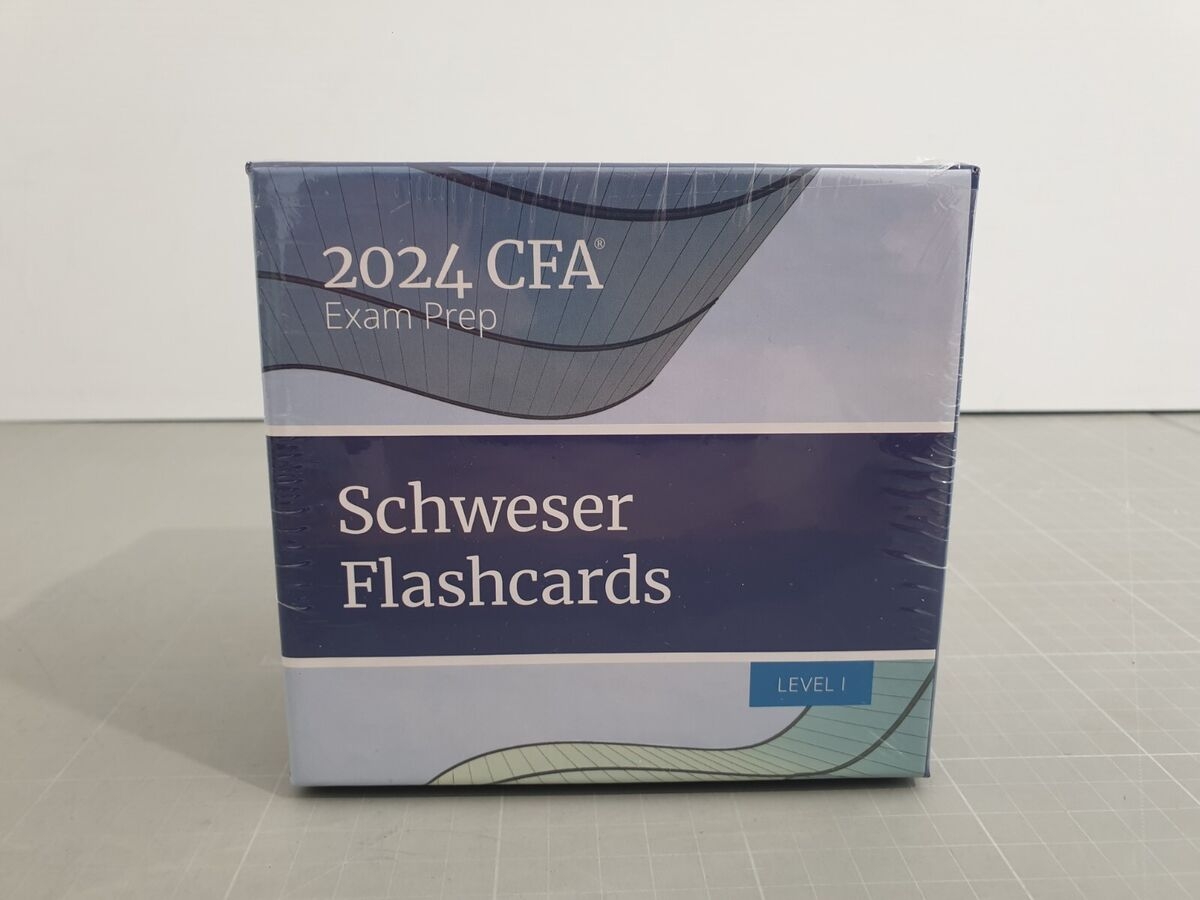 2024 CFA®
Exam Prep
Schweser
Flashcards
LEVEL I